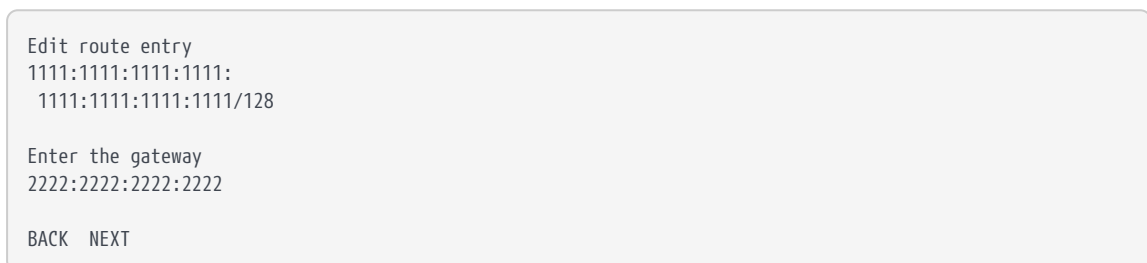 Edit route entry
1111:1111:1111:1111:
1111:1111:1111:1111/128
Enter the gateway
2222:2222:2222:2222
BACK NEXT